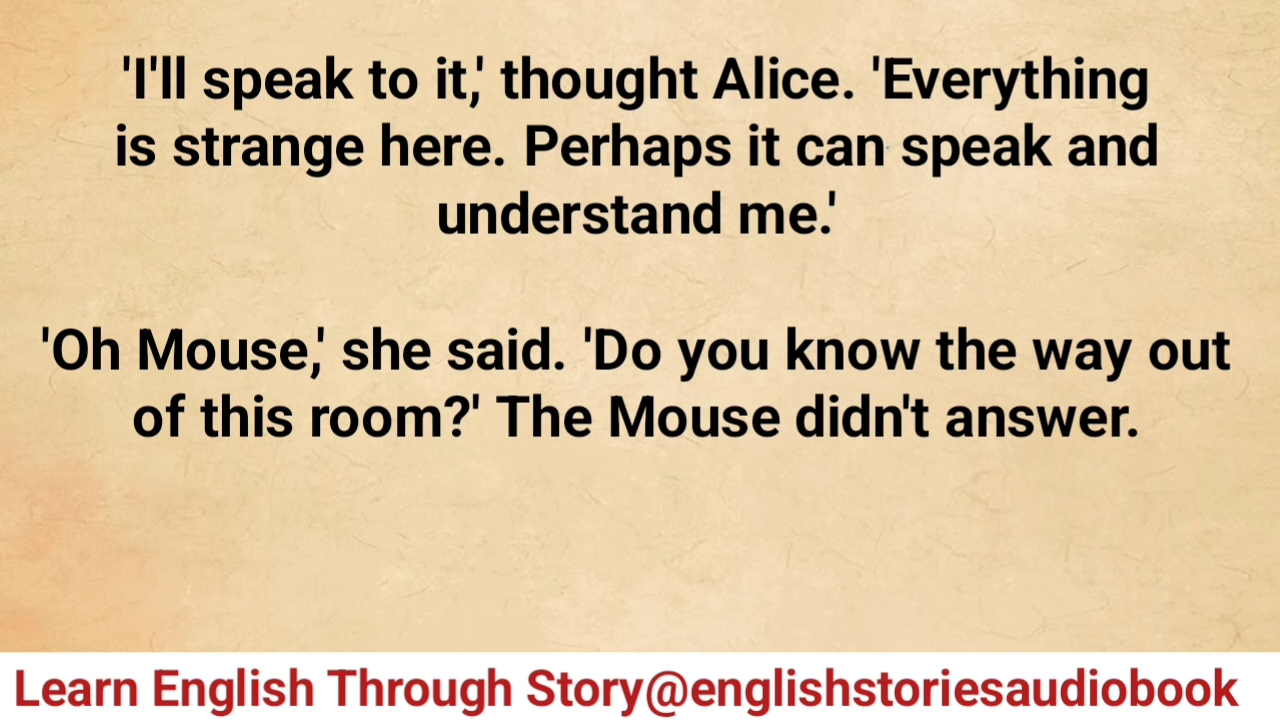 'I'll speak to it,' thought Alice. 'Everything
is strange here. Perhaps it can speak and
understand me.'
'Oh Mouse,' she said. 'Do you know the way out
of this room?' The Mouse didn't answer.
Learn English Through Story@englishstoriesaudiobook